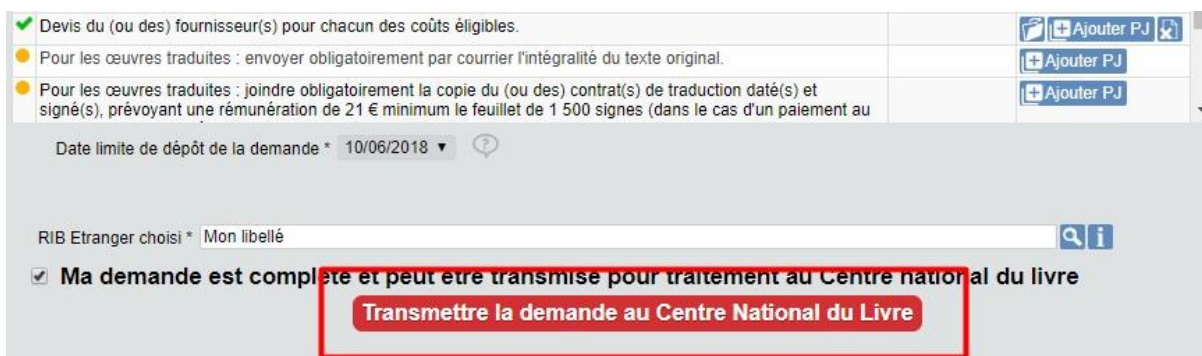 Devis du (ou des) fournisseur(s) pour chacun des coûts éligibles.
Ajouter PJ
Pour les œuvres traduites : envoyer obligatoirement par courrier l'intégralité du texte original.
Ajouter PJ
Pour les œuvres traduites : joindre obligatoirement la copie du (ou des) contrat(s) de traduction daté(s) et
Ajouter PJ
signé(s), prévoyant une rémunération de 21 € minimum le feuillet de 1 500 signes (dans le cas d'un paiement au
Date limite de dépôt de la demande * 10/06/2018
RIB Etranger choisi * Mon libellé
Ma demande est complète et peut être transmise pour traitement au Centre national du livre
Transmettre la demande au Centre National du Livre